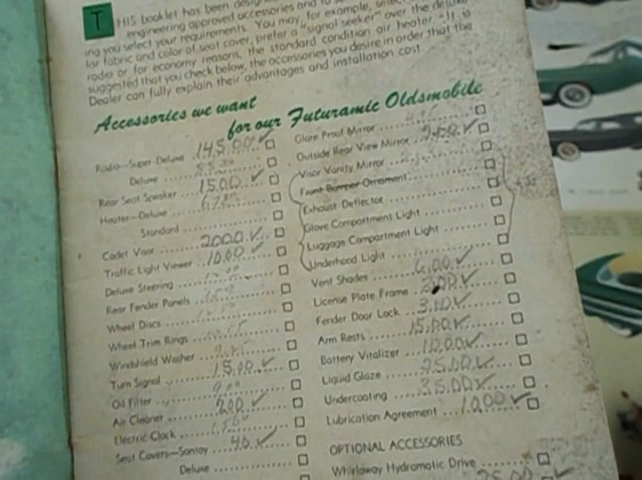 THIS booklet has been
engineering approved accessories and
ing you select your requirements. You may, for example,
for fabric and color of seat cover, prefer a "signal seeker" over the deluxe
radio or for economy reasons, the standard condition air heater. It is
suggested that you check below, the accessories you desire in order that the
Dealer can fully explain their advantages and installation cost.
Accessories we want
for our Futuramic Oldsmobile
Radio—Super-Deluxe 145.00 ✓
Deluxe
Rear Seat Speaker 15.00 ✓
Heater—Deluxe
Standard
Cadet Visor 20.00 ✓
Traffic Light Viewer 10.00 ✓
Deluxe Steering
Rear Fender Panels
Wheel Discs
Wheel Trim Rings
Windshield Washer
Turn Signal 15.00 ✓
Oil Filter
Air Cleaner 2.00 ✓
Electric Clock
Seat Covers—Santoy 40 ✓
Deluxe
Glare Proof Mirror
Outside Rear View Mirror
Visor Vanity Mirror
Front Bumper Ornament
Exhaust Deflector
Glove Compartment Light
Luggage Compartment Light
Underhood Light
Vent Shades 6.00 ✓
License Plate Frame
Fender Door Lock 3.10 ✓
Arm Rests 15.00 ✓
Battery Vitalizer 10.00 ✓
Liquid Glaze 25.00 ✓
Undercoating 35.00 ✓
Lubrication Agreement 10.00 ✓
OPTIONAL ACCESSORIES
Whirlaway Hydramatic Drive